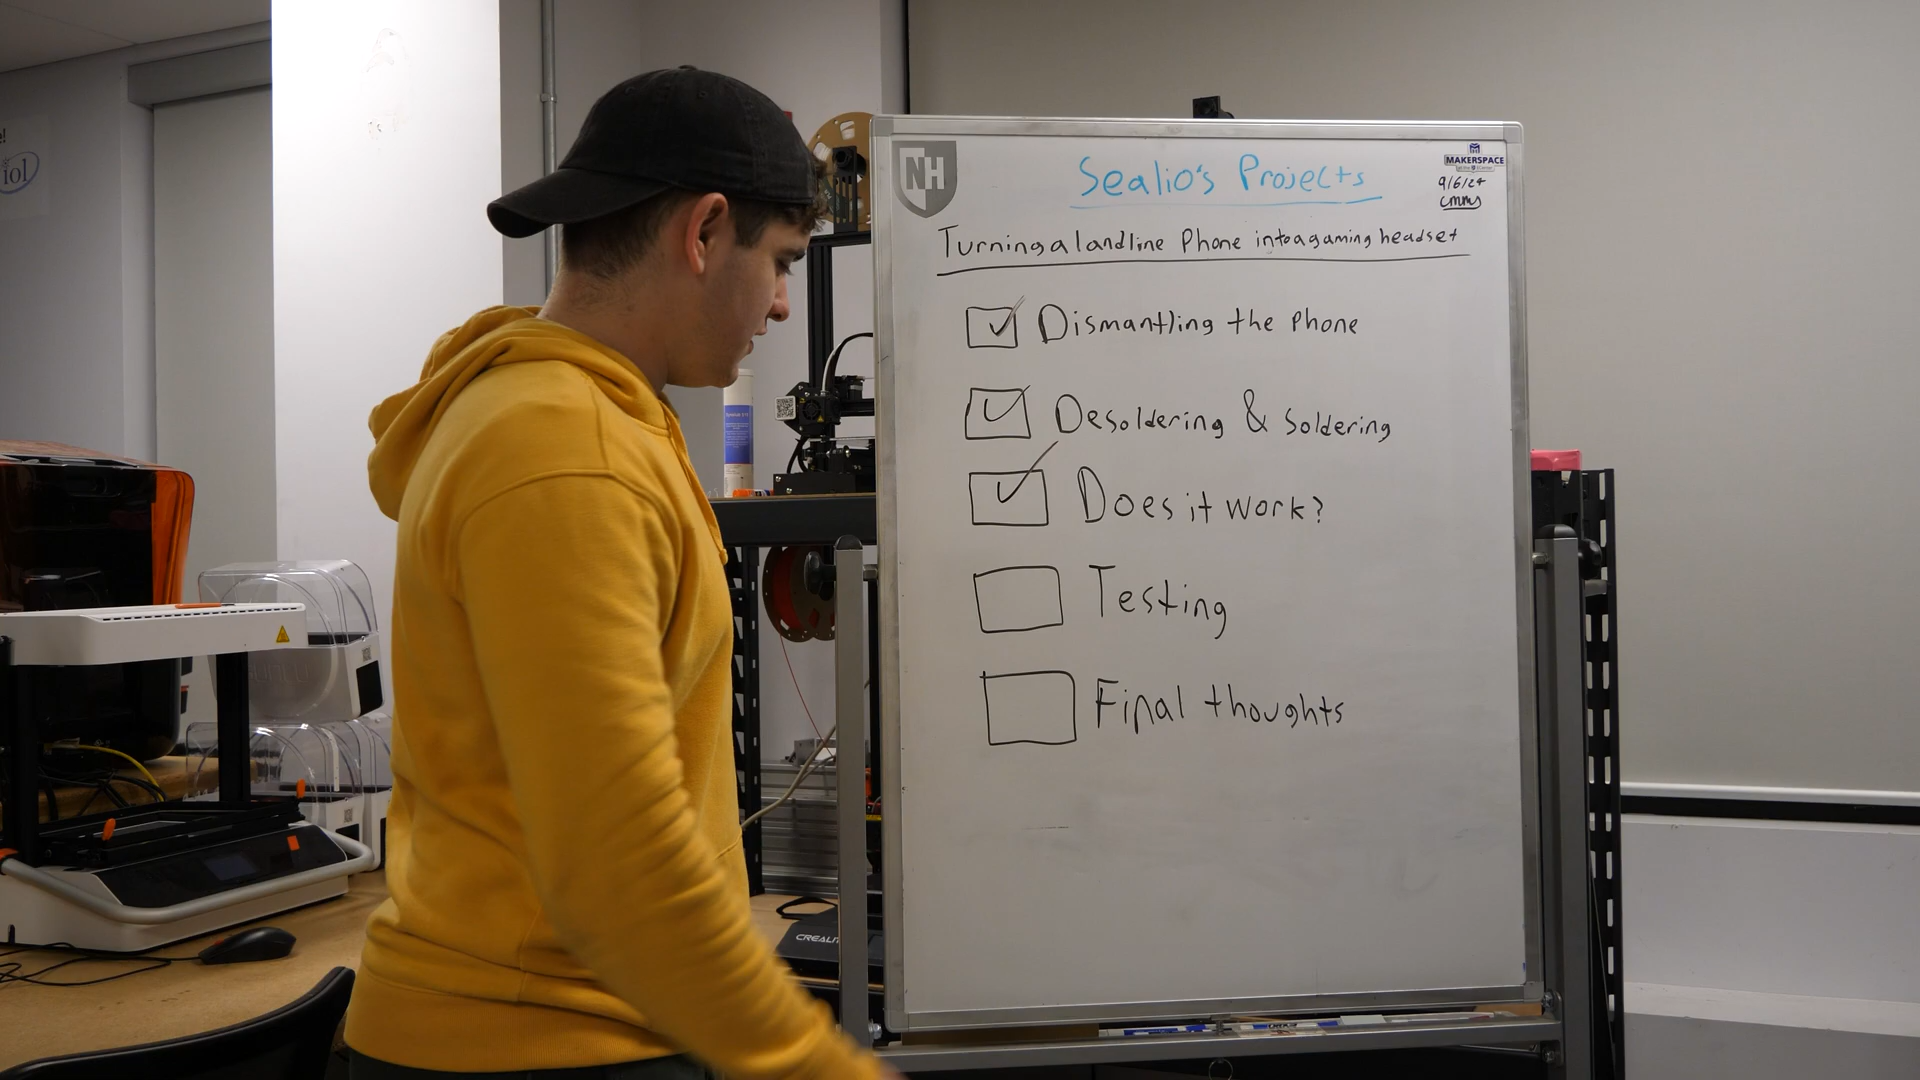 NH
Sealio's Projects
MAKERSPACE
9/6/24
Turning a landline Phone into a gaming headset
Dismantling the Phone
Desoldering & Soldering
Does it work?
Testing
Final thoughts
iol